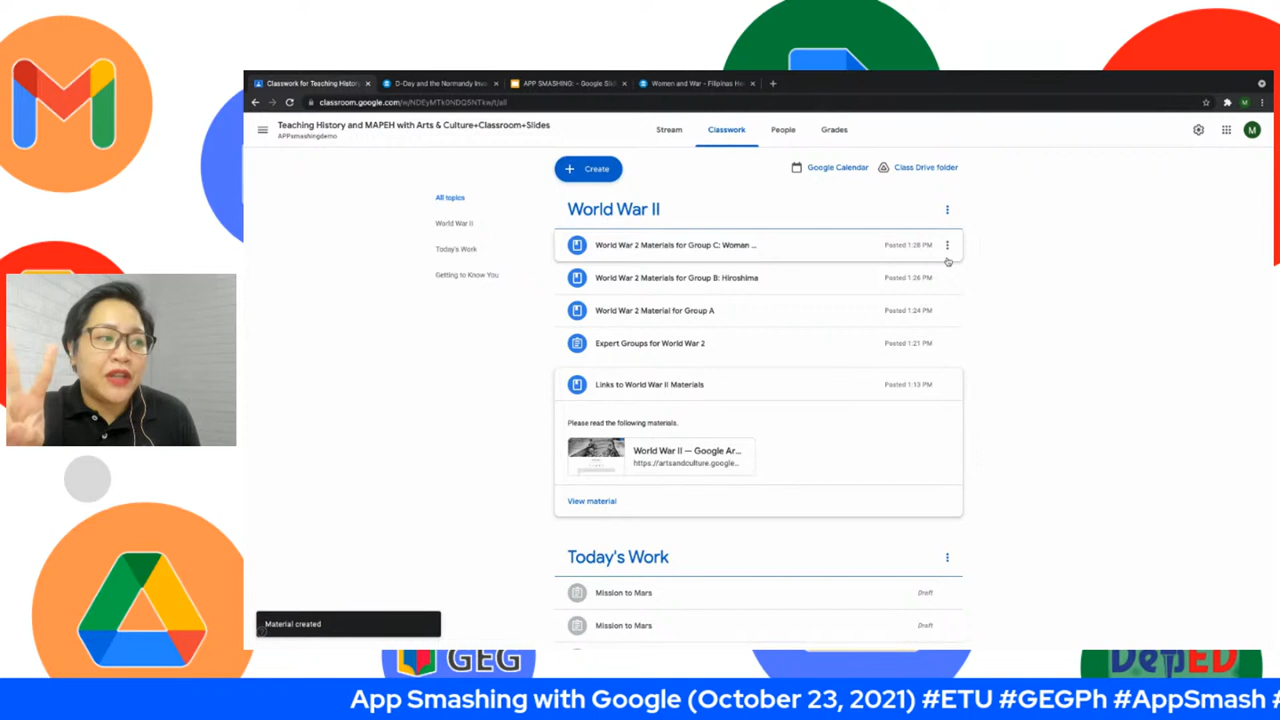 Classwork for Teaching History
D-Day and the Normandy Inv
APP SMASHING: - Google Sli
Women and War - Filipinas He
classroom.google.com/w/NDEyMTk0NDQ5NTkw/t/all
Teaching History and MAPEH with Arts & Culture+Classroom+Slides
APPsmashingdemo
Stream
Classwork
People
Grades
M
M
+ Create
Google Calendar
Class Drive folder
All topics
World War II
Today's Work
Getting to Know You
World War II
World War 2 Materials for Group C: Woman ...
Posted 1:28 PM
World War 2 Materials for Group B: Hiroshima
Posted 1:26 PM
World War 2 Material for Group A
Posted 1:24 PM
Expert Groups for World War 2
Posted 1:21 PM
Links to World War II Materials
Posted 1:13 PM
Please read the following materials.
World War II — Google Ar...
https://artsandculture.google...
View material
Today's Work
Mission to Mars
Draft
Mission to Mars
Draft
Material created
GEG
DepED
App Smashing with Google (October 23, 2021) #ETU #GEGPh #AppSmash #